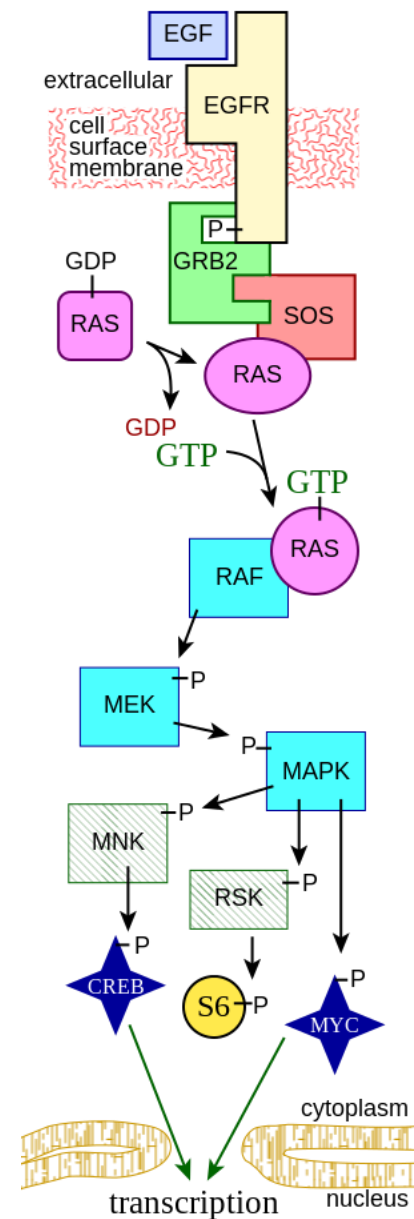 EGF
extracellular
EGFR
cell
surface
membrane
P
GRB2
GDP
RAS
SOS
RAS
GDP
GTP
GTP
RAS
RAF
P
MEK
P
MAPK
P
MNK
P
RSK
P
CREB
P
S6
P
P
MYC
cytoplasm
transcription
nucleus